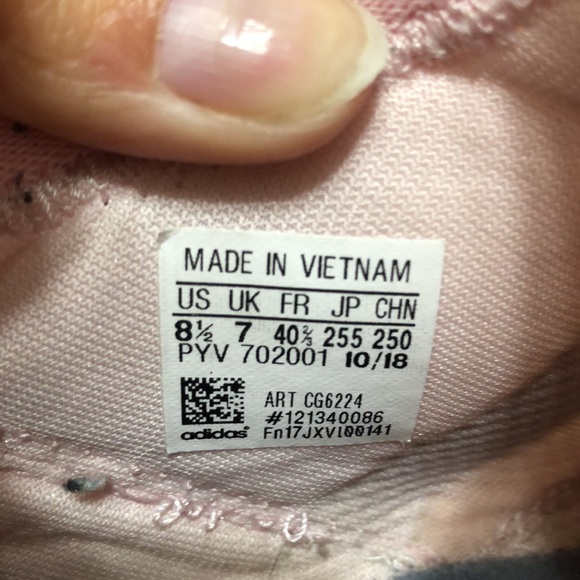 MADE IN VIETNAM
US UK FR JP CHN
8½ 7 40⅔ 255 250
PYV 702001 10/18
ART CG6224
#121340086
adidas Fn17JXVl00141